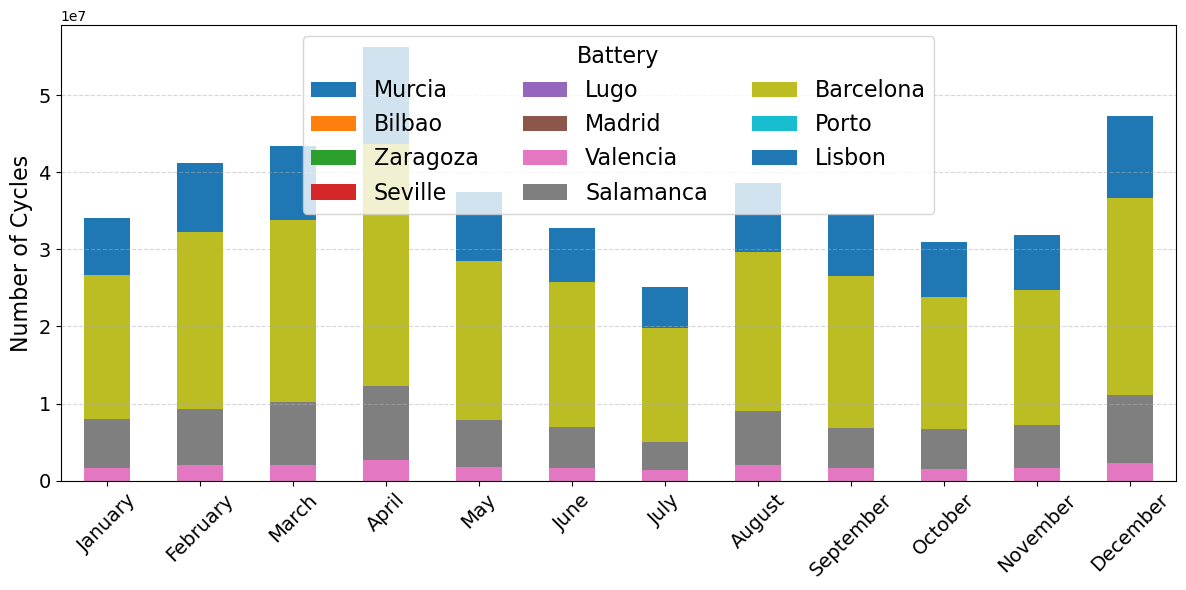 1e7
Battery
Murcia Lugo Barcelona
Bilbao Madrid Porto
Zaragoza Valencia Lisbon
Seville Salamanca
Number of Cycles
5
4
3
2
1
0
January February March April May June July August September October November December